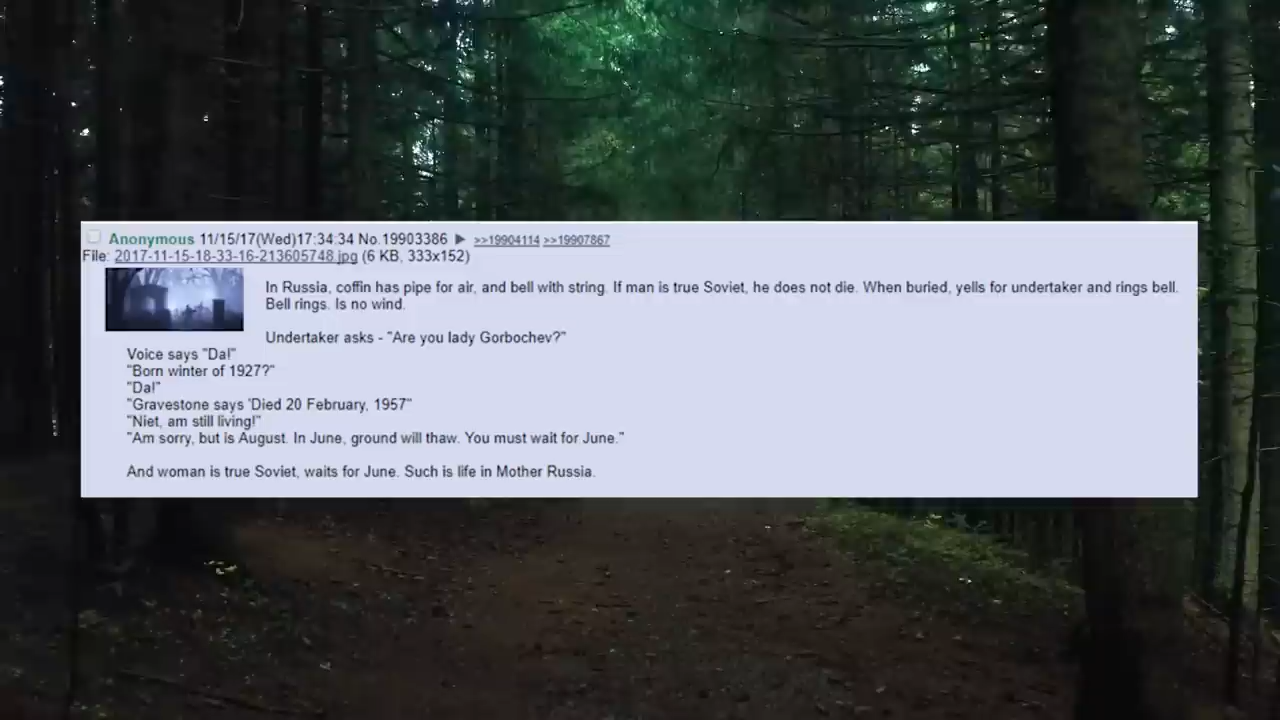 Anonymous 11/15/17(Wed)17:34:34 No.19903386 ▶ >>19904114 >>19907867
File: 2017-11-15-18-33-16-213605748.jpg (6 KB, 333x152)
In Russia, coffin has pipe for air, and bell with string. If man is true Soviet, he does not die. When buried, yells for undertaker and rings bell.
Bell rings. Is no wind.
Undertaker asks - "Are you lady Gorbochev?"
Voice says "Da!"
"Born winter of 1927?"
"Da!"
"Gravestone says 'Died 20 February, 1957"
"Niet, am still living!"
"Am sorry, but is August. In June, ground will thaw. You must wait for June."
And woman is true Soviet, waits for June. Such is life in Mother Russia.